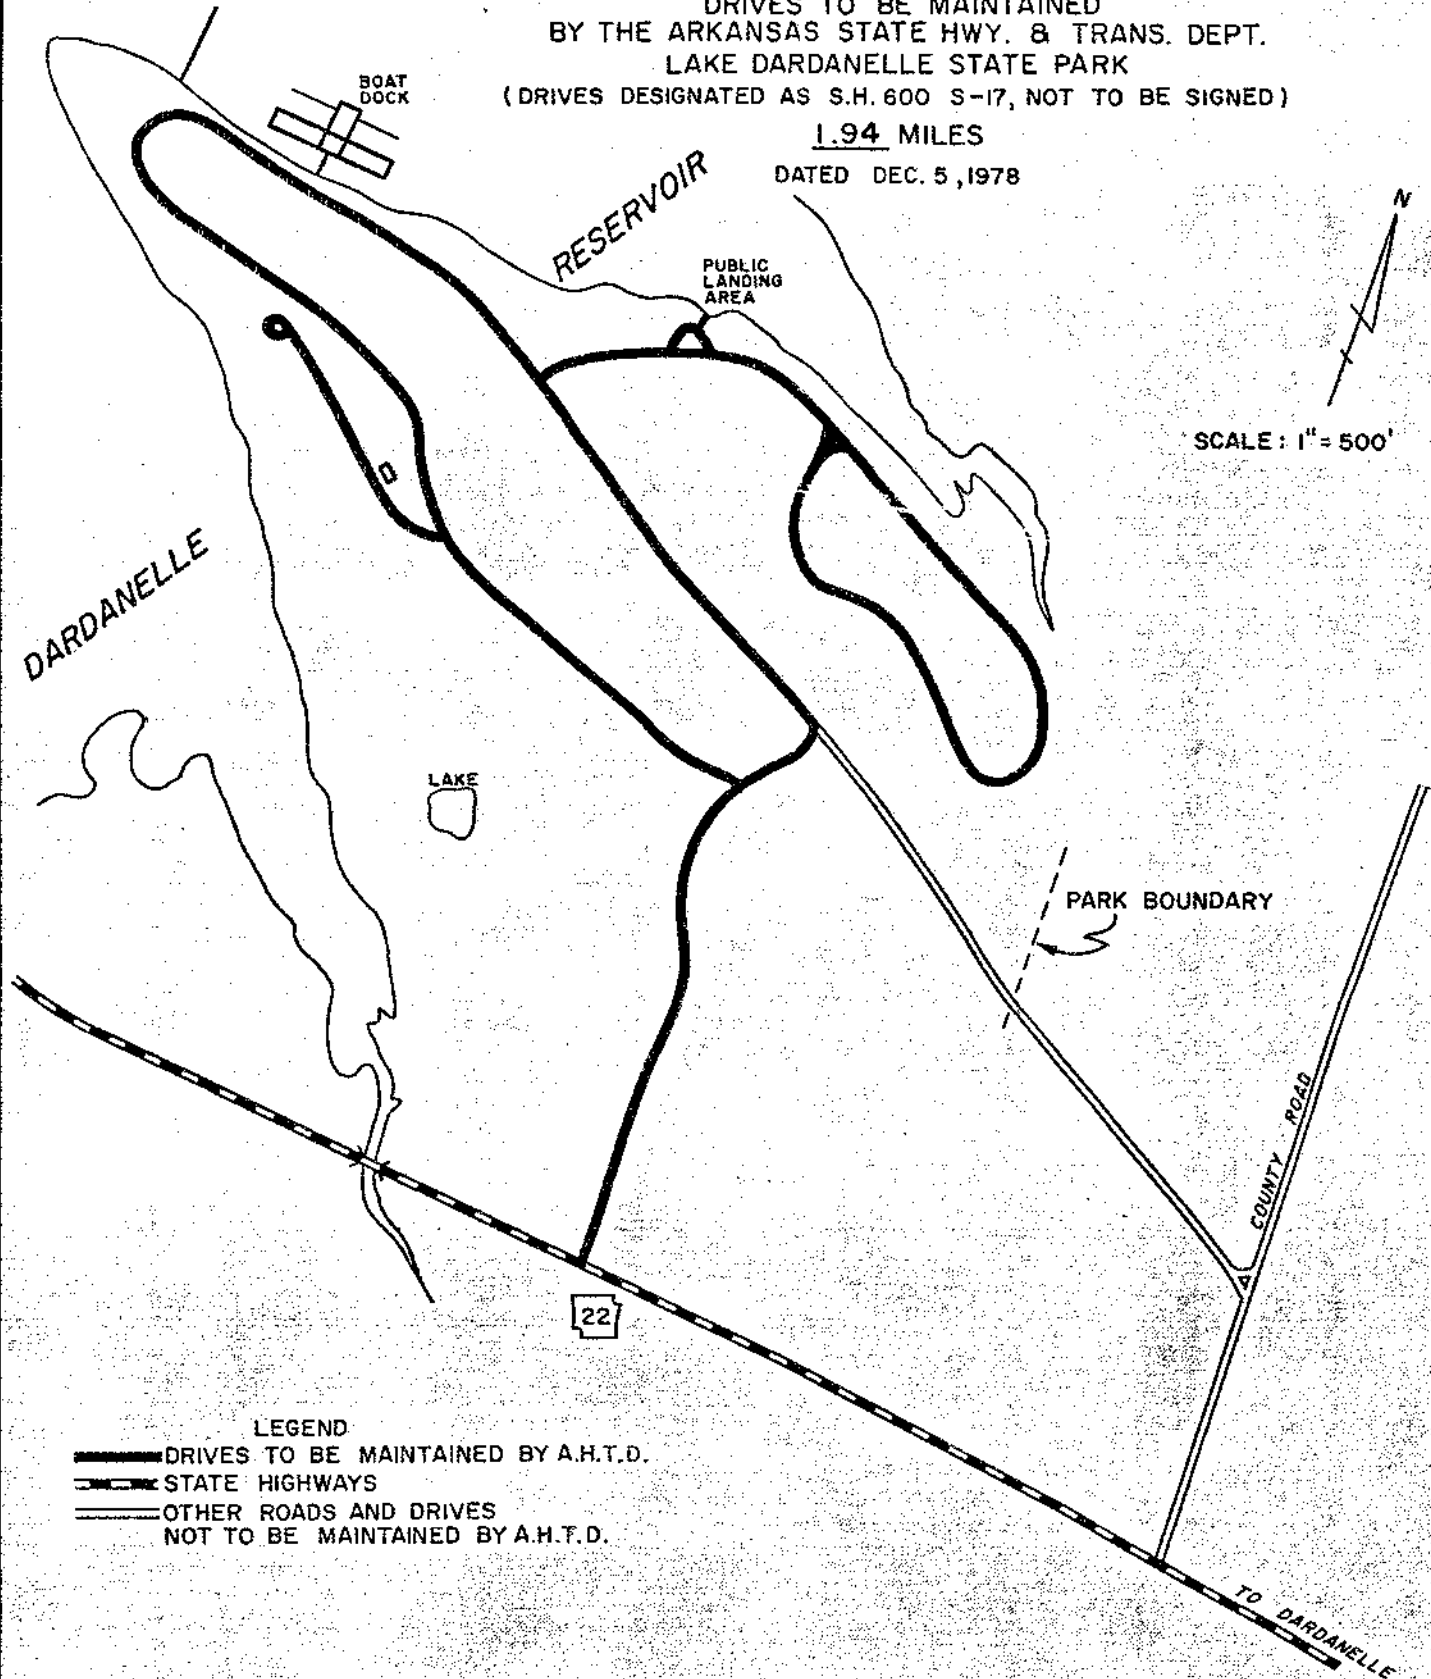 DRIVES TO BE MAINTAINED
BY THE ARKANSAS STATE HWY. & TRANS. DEPT.
LAKE DARDANELLE STATE PARK
(DRIVES DESIGNATED AS S.H. 600 S-17, NOT TO BE SIGNED)
1.94 MILES
DATED DEC. 5, 1978
BOAT
DOCK
RESERVOIR
PUBLIC
LANDING
AREA
N
SCALE: 1" = 500'
DARDANELLE
LAKE
PARK BOUNDARY
COUNTY ROAD
22
LEGEND
DRIVES TO BE MAINTAINED BY A.H.T.D.
STATE HIGHWAYS
OTHER ROADS AND DRIVES
NOT TO BE MAINTAINED BY A.H.T.D.
TO DARDANELLE